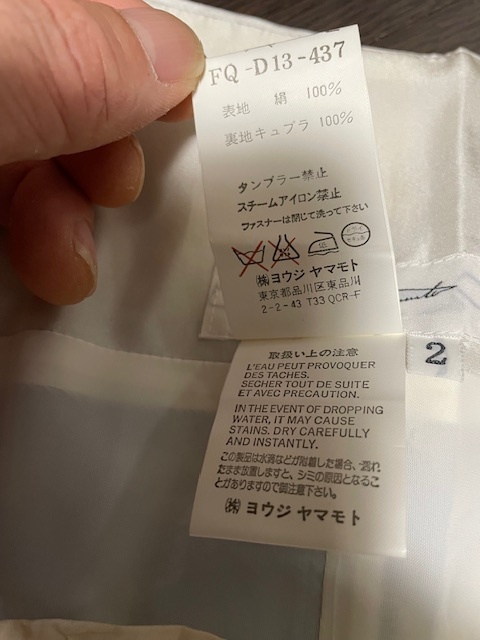 FQ-D13-437
表地 絹 100%
裏地キュプラ 100%
タンブラー禁止
スチームアイロン禁止
ファスナーは閉じて洗って下さい
㈱ヨウジ ヤマモト
東京都品川区東品川
2-2-43 T33 QCR-F
2
取扱い上の注意
L'EAU PEUT PROVOQUER
DES TACHES.
SECHER TOUT DE SUITE
ET AVEC PRECAUTION.
IN THE EVENT OF DROPPING
WATER, IT MAY CAUSE
STAINS. DRY CAREFULLY
AND INSTANTLY.
この製品は水滴などが付着した場合、濡れ
たまま放置しますと、シミの原因となるこ
とがありますので御注意下さい。
㈱ ヨウジ ヤマモト